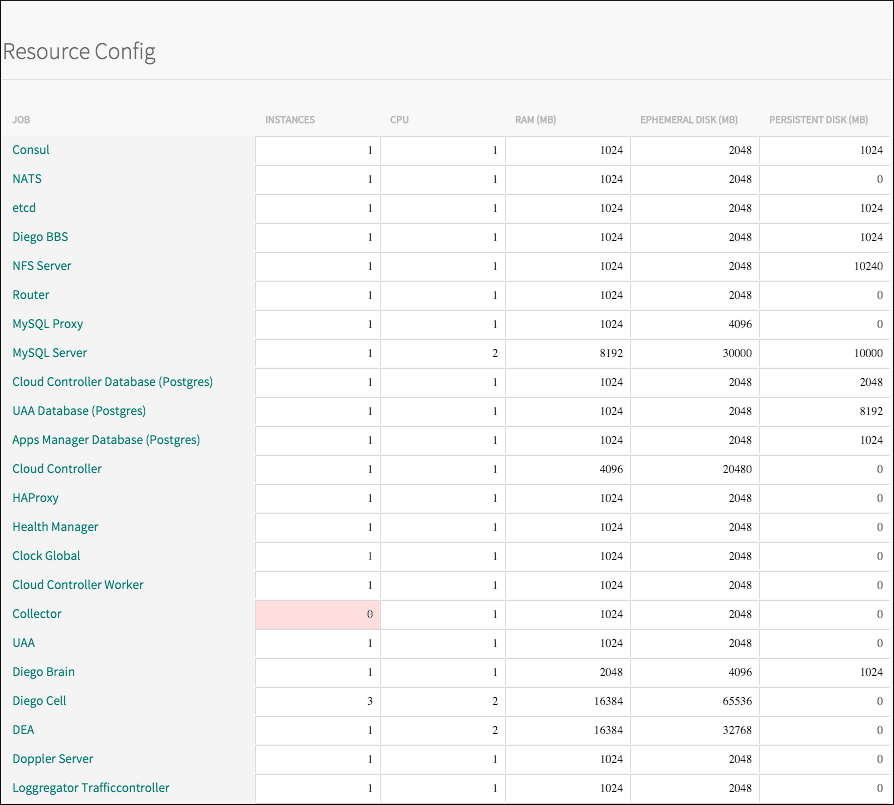 Resource Config
JOB INSTANCES CPU RAM (MB) EPHEMERAL DISK (MB) PERSISTENT DISK (MB)
Consul 1 1 1024 2048 1024
NATS 1 1 1024 2048 0
etcd 1 1 1024 2048 1024
Diego BBS 1 1 1024 2048 1024
NFS Server 1 1 1024 2048 10240
Router 1 1 1024 2048 0
MySQL Proxy 1 1 1024 4096 0
MySQL Server 1 2 8192 30000 10000
Cloud Controller Database (Postgres) 1 1 1024 2048 2048
UAA Database (Postgres) 1 1 1024 2048 8192
Apps Manager Database (Postgres) 1 1 1024 2048 1024
Cloud Controller 1 1 4096 20480 0
HAProxy 1 1 1024 2048 0
Health Manager 1 1 1024 2048 0
Clock Global 1 1 1024 2048 0
Cloud Controller Worker 1 1 1024 2048 0
Collector 0 1 1024 2048 0
UAA 1 1 1024 2048 0
Diego Brain 1 1 2048 4096 1024
Diego Cell 3 2 16384 65536 0
DEA 1 2 16384 32768 0
Doppler Server 1 1 1024 2048 0
Loggregator Trafficcontroller 1 1 1024 2048 0